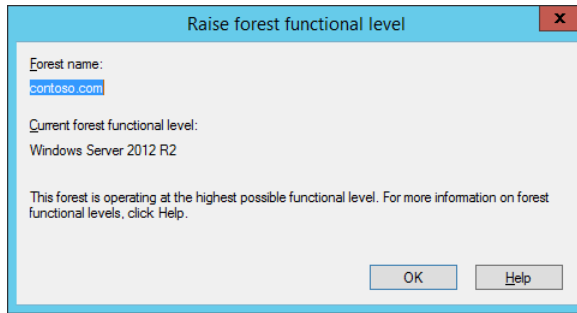 Raise forest functional level
x
Forest name:
contoso.com
Current forest functional level:
Windows Server 2012 R2
This forest is operating at the highest possible functional level. For more information on forest
functional levels, click Help.
OK
Help